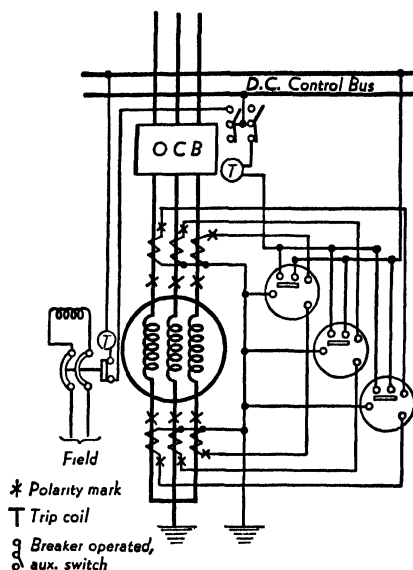 D.C. Control Bus
OCB
T
T
Field
Polarity mark
T Trip coil
Breaker operated,
aux. switch